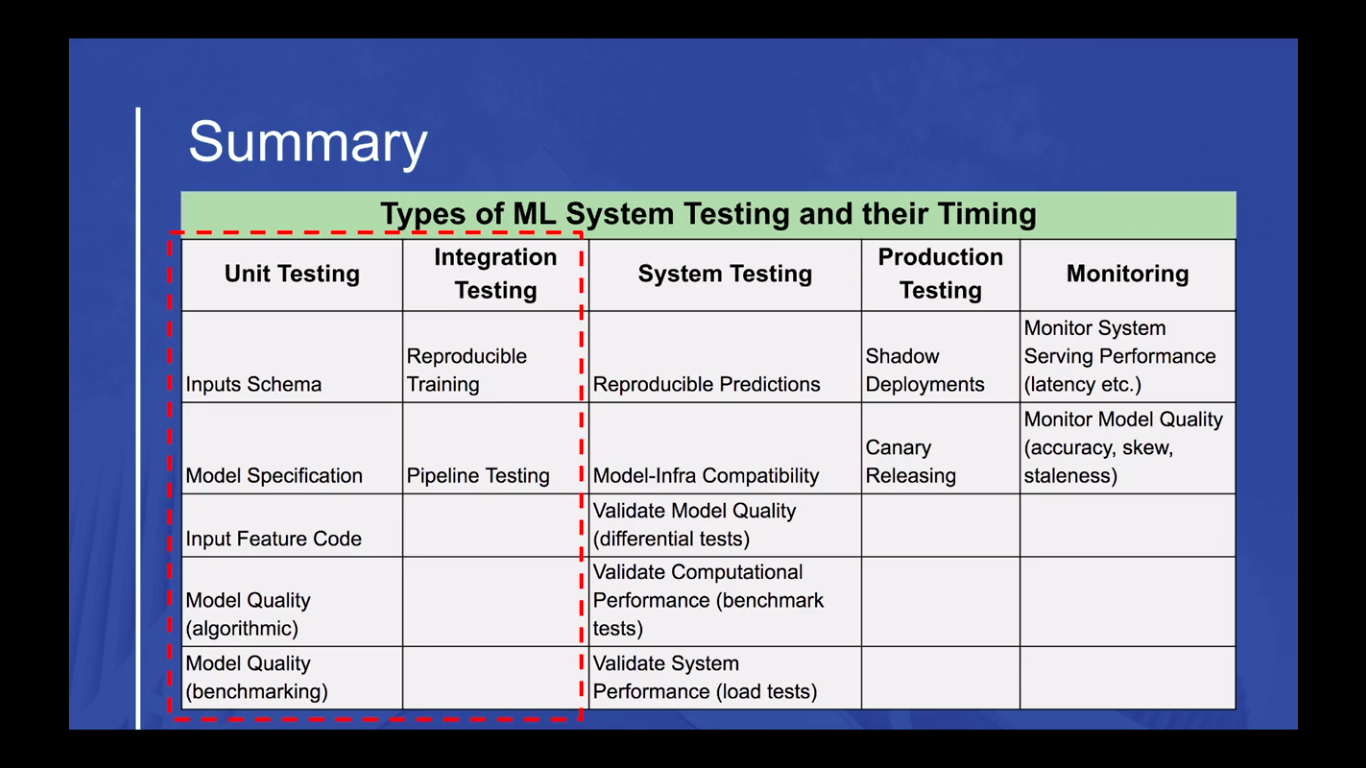 Summary
Types of ML System Testing and their Timing
Unit Testing
Integration
Testing
System Testing
Production
Testing
Monitoring
Inputs Schema
Reproducible
Training
Reproducible Predictions
Shadow
Deployments
Monitor System
Serving Performance
(latency etc.)
Model Specification
Pipeline Testing
Model-Infra Compatibility
Canary
Releasing
Monitor Model Quality
(accuracy, skew,
staleness)
Input Feature Code
Validate Model Quality
(differential tests)
Model Quality
(algorithmic)
Validate Computational
Performance (benchmark
tests)
Model Quality
(benchmarking)
Validate System
Performance (load tests)